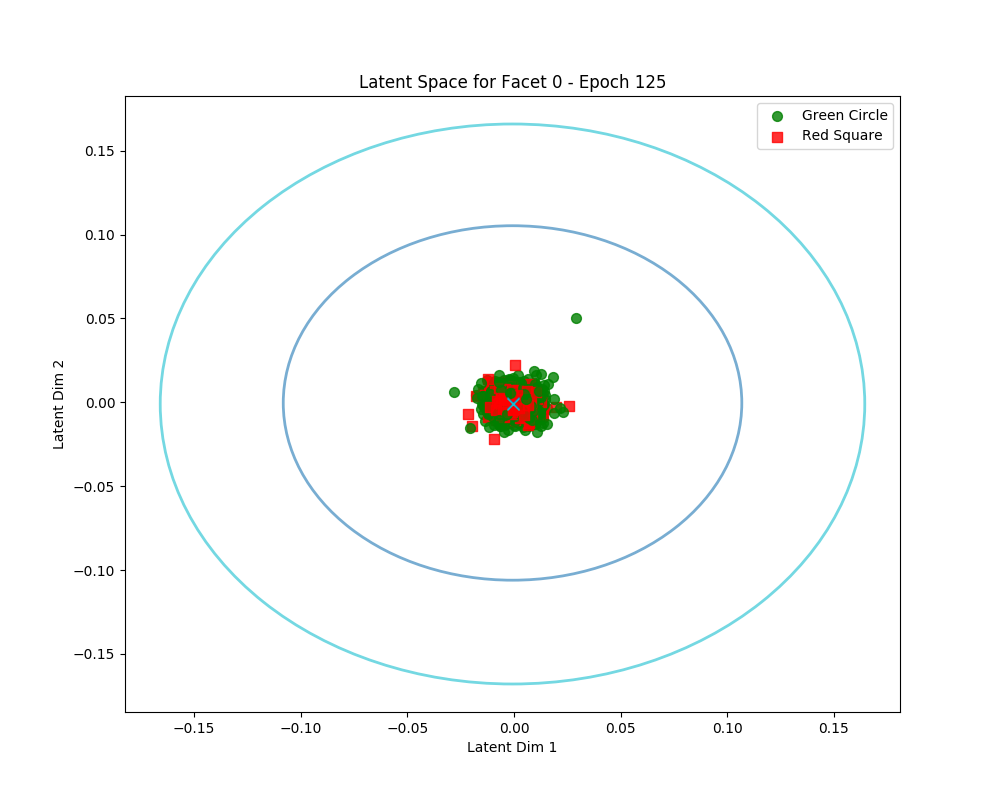 Latent Space for Facet 0 - Epoch 125
Green Circle
Red Square
0.15
0.10
0.05
0.00
−0.05
−0.10
−0.15
Latent Dim 2
−0.15 −0.10 −0.05 0.00 0.05 0.10 0.15
Latent Dim 1